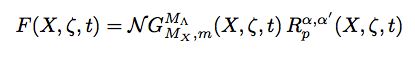 F(X, ζ, t) = 𝒩G^{M_Λ}_{M_X,m}(X, ζ, t) R^{α,α′}_p(X, ζ, t)